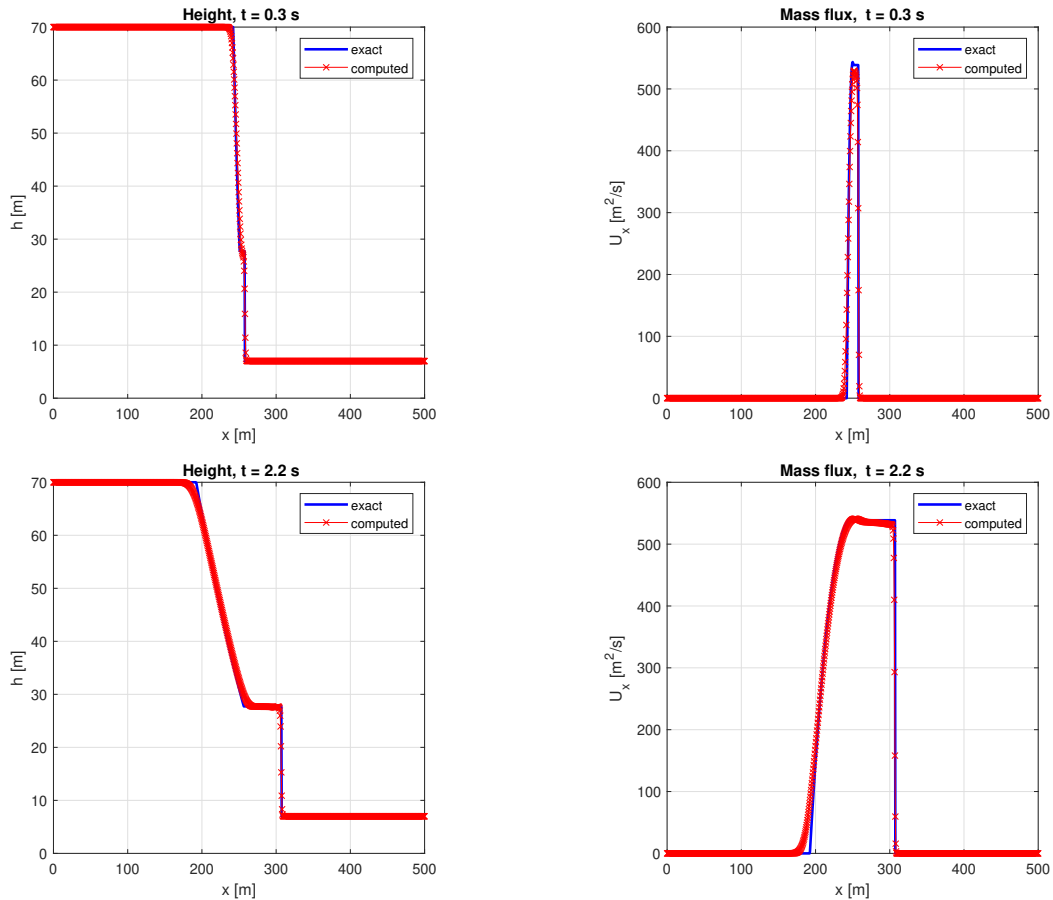 Height, t = 0.3 s
70
60
50
40
30
20
10
0
h [m]
0 100 200 300 400 500
x [m]
exact
computed
Mass flux, t = 0.3 s
600
500
400
300
200
100
0
U_x [m^2/s]
0 100 200 300 400 500
x [m]
exact
computed
Height, t = 2.2 s
70
60
50
40
30
20
10
0
h [m]
0 100 200 300 400 500
x [m]
exact
computed
Mass flux, t = 2.2 s
600
500
400
300
200
100
0
U_x [m^2/s]
0 100 200 300 400 500
x [m]
exact
computed